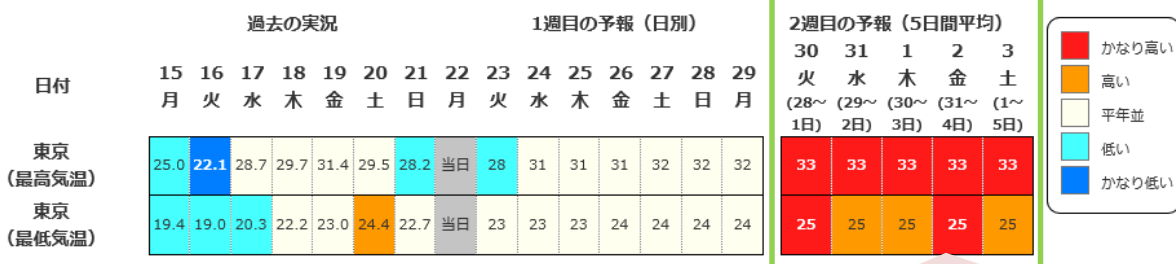 過去の実況 1週目の予報（日別） 2週目の予報（5日間平均）
日付 15 16 17 18 19 20 21 22 23 24 25 26 27 28 29 30 31 1 2 3
月 火 水 木 金 土 日 月 火 水 木 金 土 日 月 火 水 木 金 土
(28～ (29～ (30～ (31～ (1～
1日) 2日) 3日) 4日) 5日)
東京
（最高気温）
25.0 22.1 28.7 29.7 31.4 29.5 28.2 当日 28 31 31 31 32 32 32 33 33 33 33 33
東京
（最低気温）
19.4 19.0 20.3 22.2 23.0 24.4 22.7 当日 23 23 23 24 24 24 24 25 25 25 25 25
かなり高い
高い
平年並
低い
かなり低い